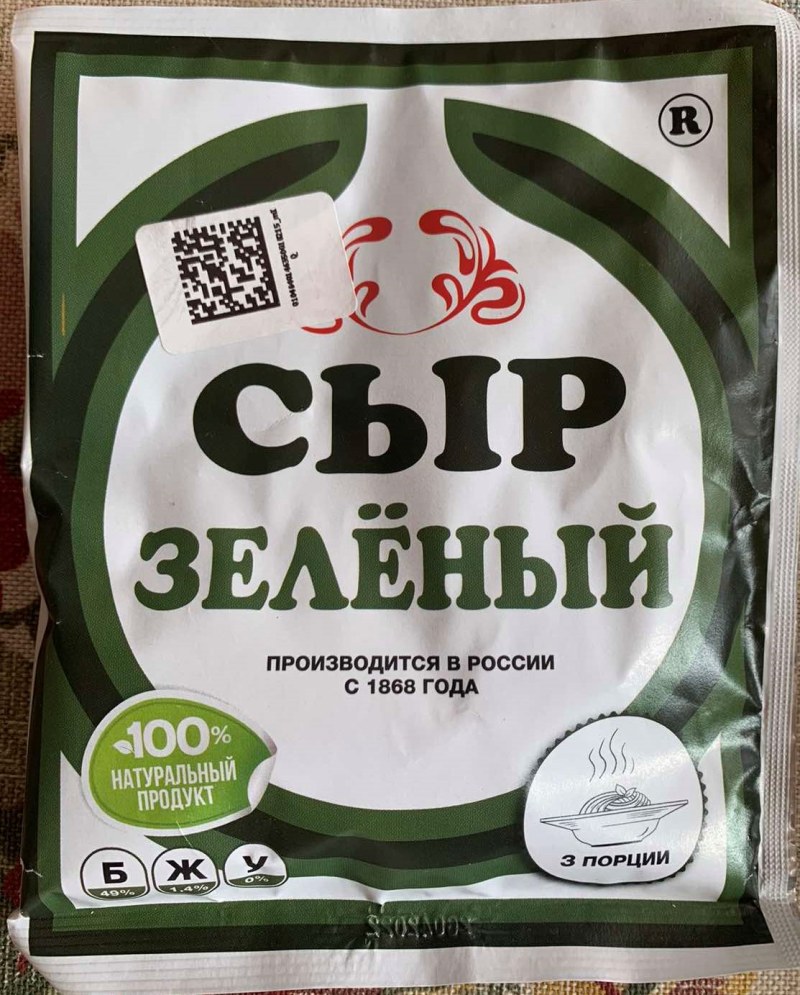 ®
СЫР
ЗЕЛЁНЫЙ
ПРОИЗВОДИТСЯ В РОССИИ
С 1868 ГОДА
100%
НАТУРАЛЬНЫЙ
ПРОДУКТ
Б
49%
Ж
1.4%
У
0%
3 ПОРЦИИ